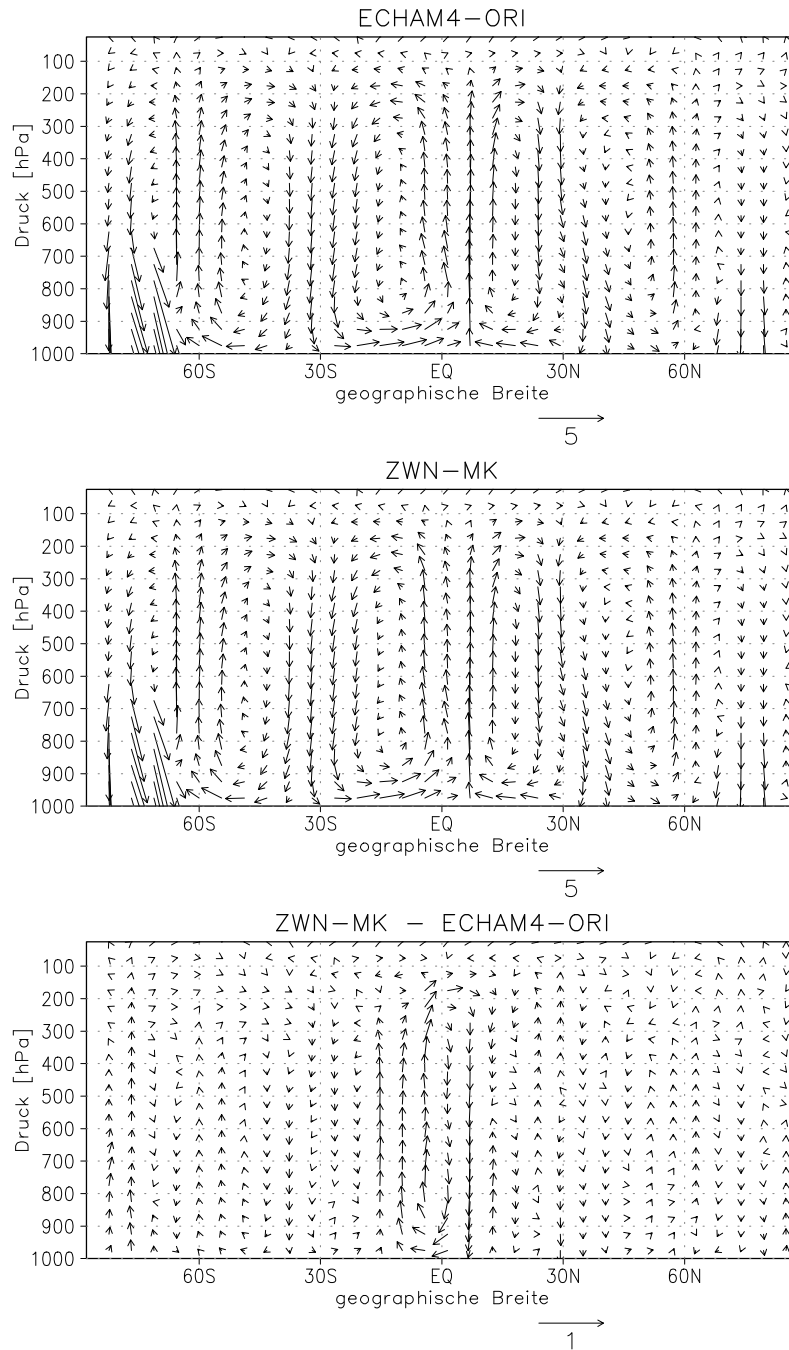 ECHAM4-ORI
Druck [hPa]
100
200
300
400
500
600
700
800
900
1000
60S 30S EQ 30N 60N
geographische Breite
5
ZWN-MK
Druck [hPa]
100
200
300
400
500
600
700
800
900
1000
60S 30S EQ 30N 60N
geographische Breite
5
ZWN-MK - ECHAM4-ORI
Druck [hPa]
100
200
300
400
500
600
700
800
900
1000
60S 30S EQ 30N 60N
geographische Breite
1